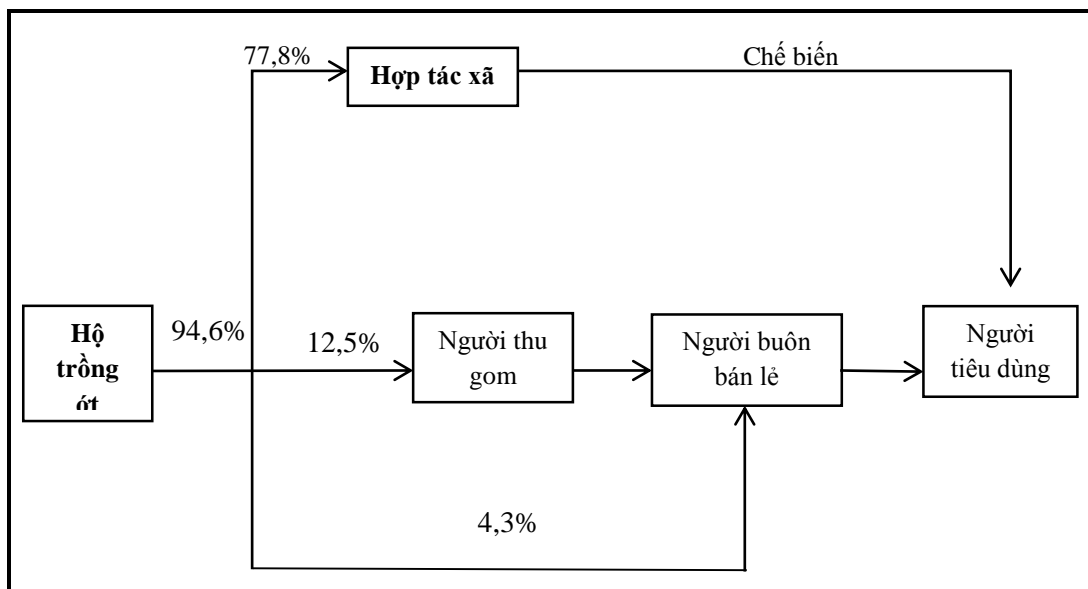 77,8%
Hợp tác xã
Chế biến
Hộ
trồng
ớt
94,6%
12,5%
Người thu
gom
Người buôn
bán lẻ
Người
tiêu dùng
4,3%